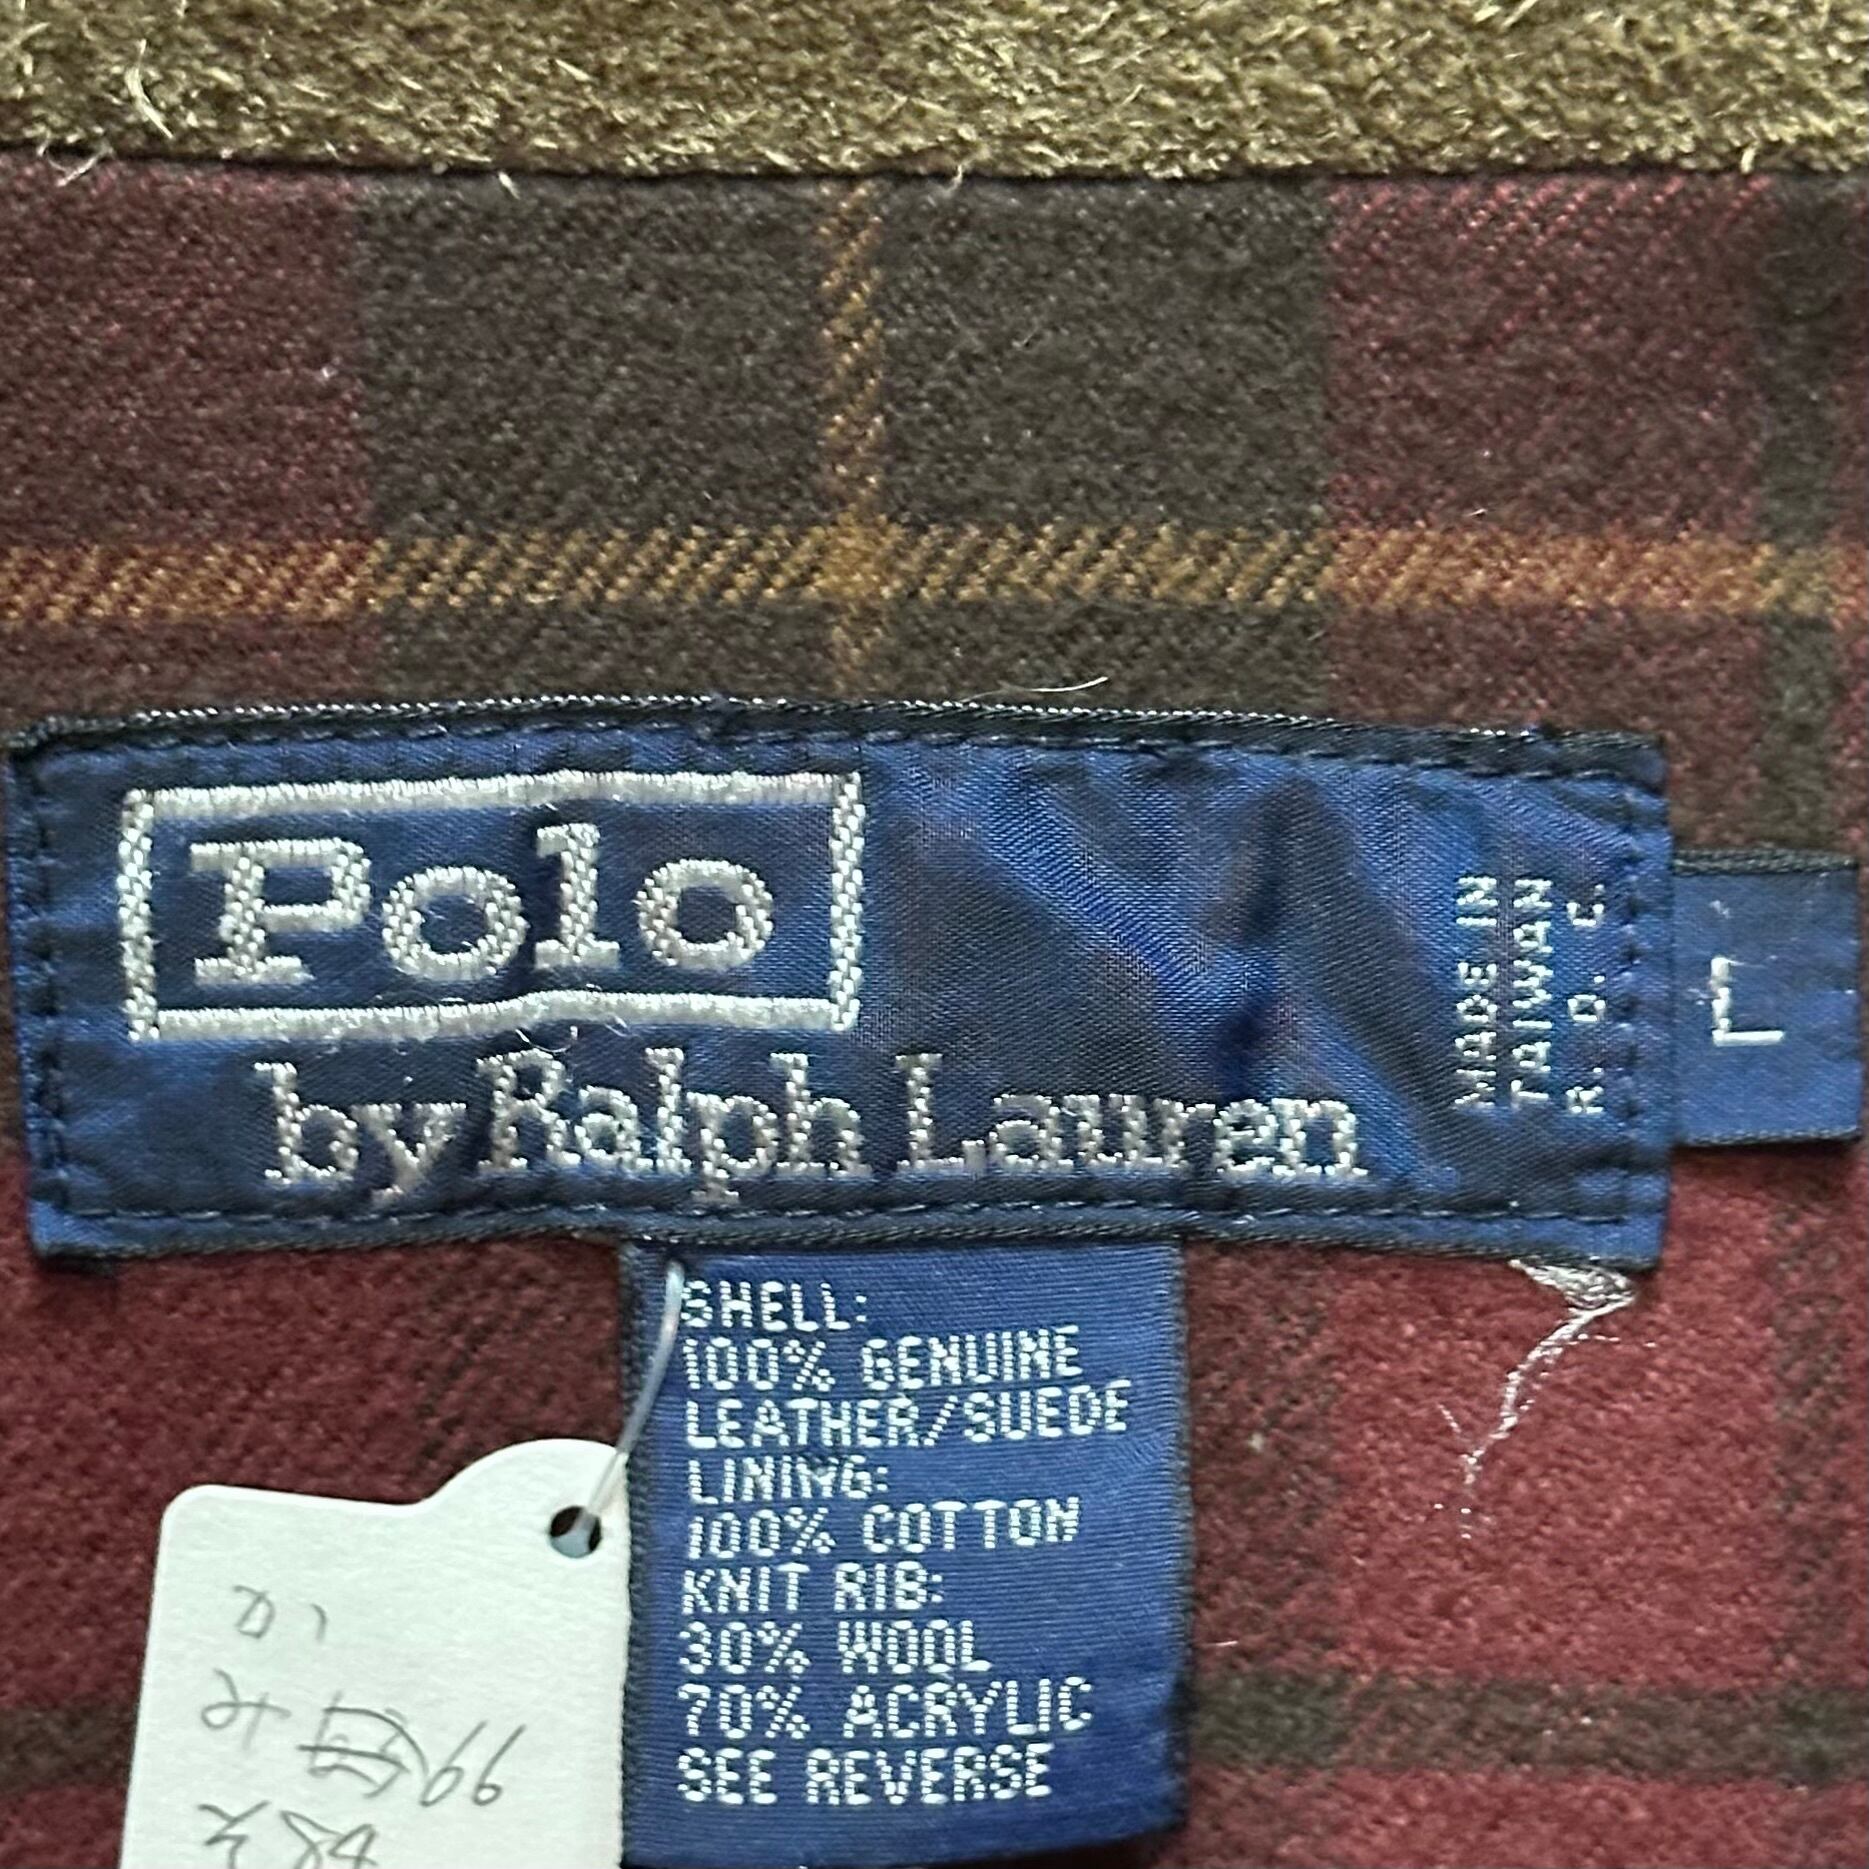 Polo
by Ralph Lauren
MADE IN
TAIWAN
R. O. C.
L
SHELL:
100% GENUINE
LEATHER/SUEDE
LINING:
100% COTTON
KNIT RIB:
30% WOOL
70% ACRYLIC
SEE REVERSE
66